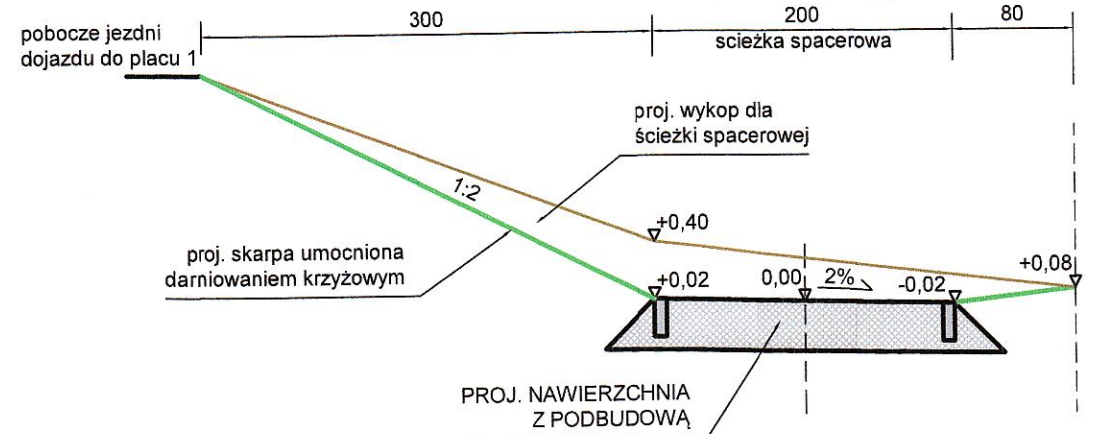 pobocze jezdni
dojazdu do placu 1
300
200
80
scieżka spacerowa
proj. wykop dla
ścieżki spacerowej
1:2
proj. skarpa umocniona
darniowaniem krzyżowym
+0,40
+0,02
0,00
2%
-0,02
+0,08
PROJ. NAWIERZCHNIA
Z PODBUDOWĄ